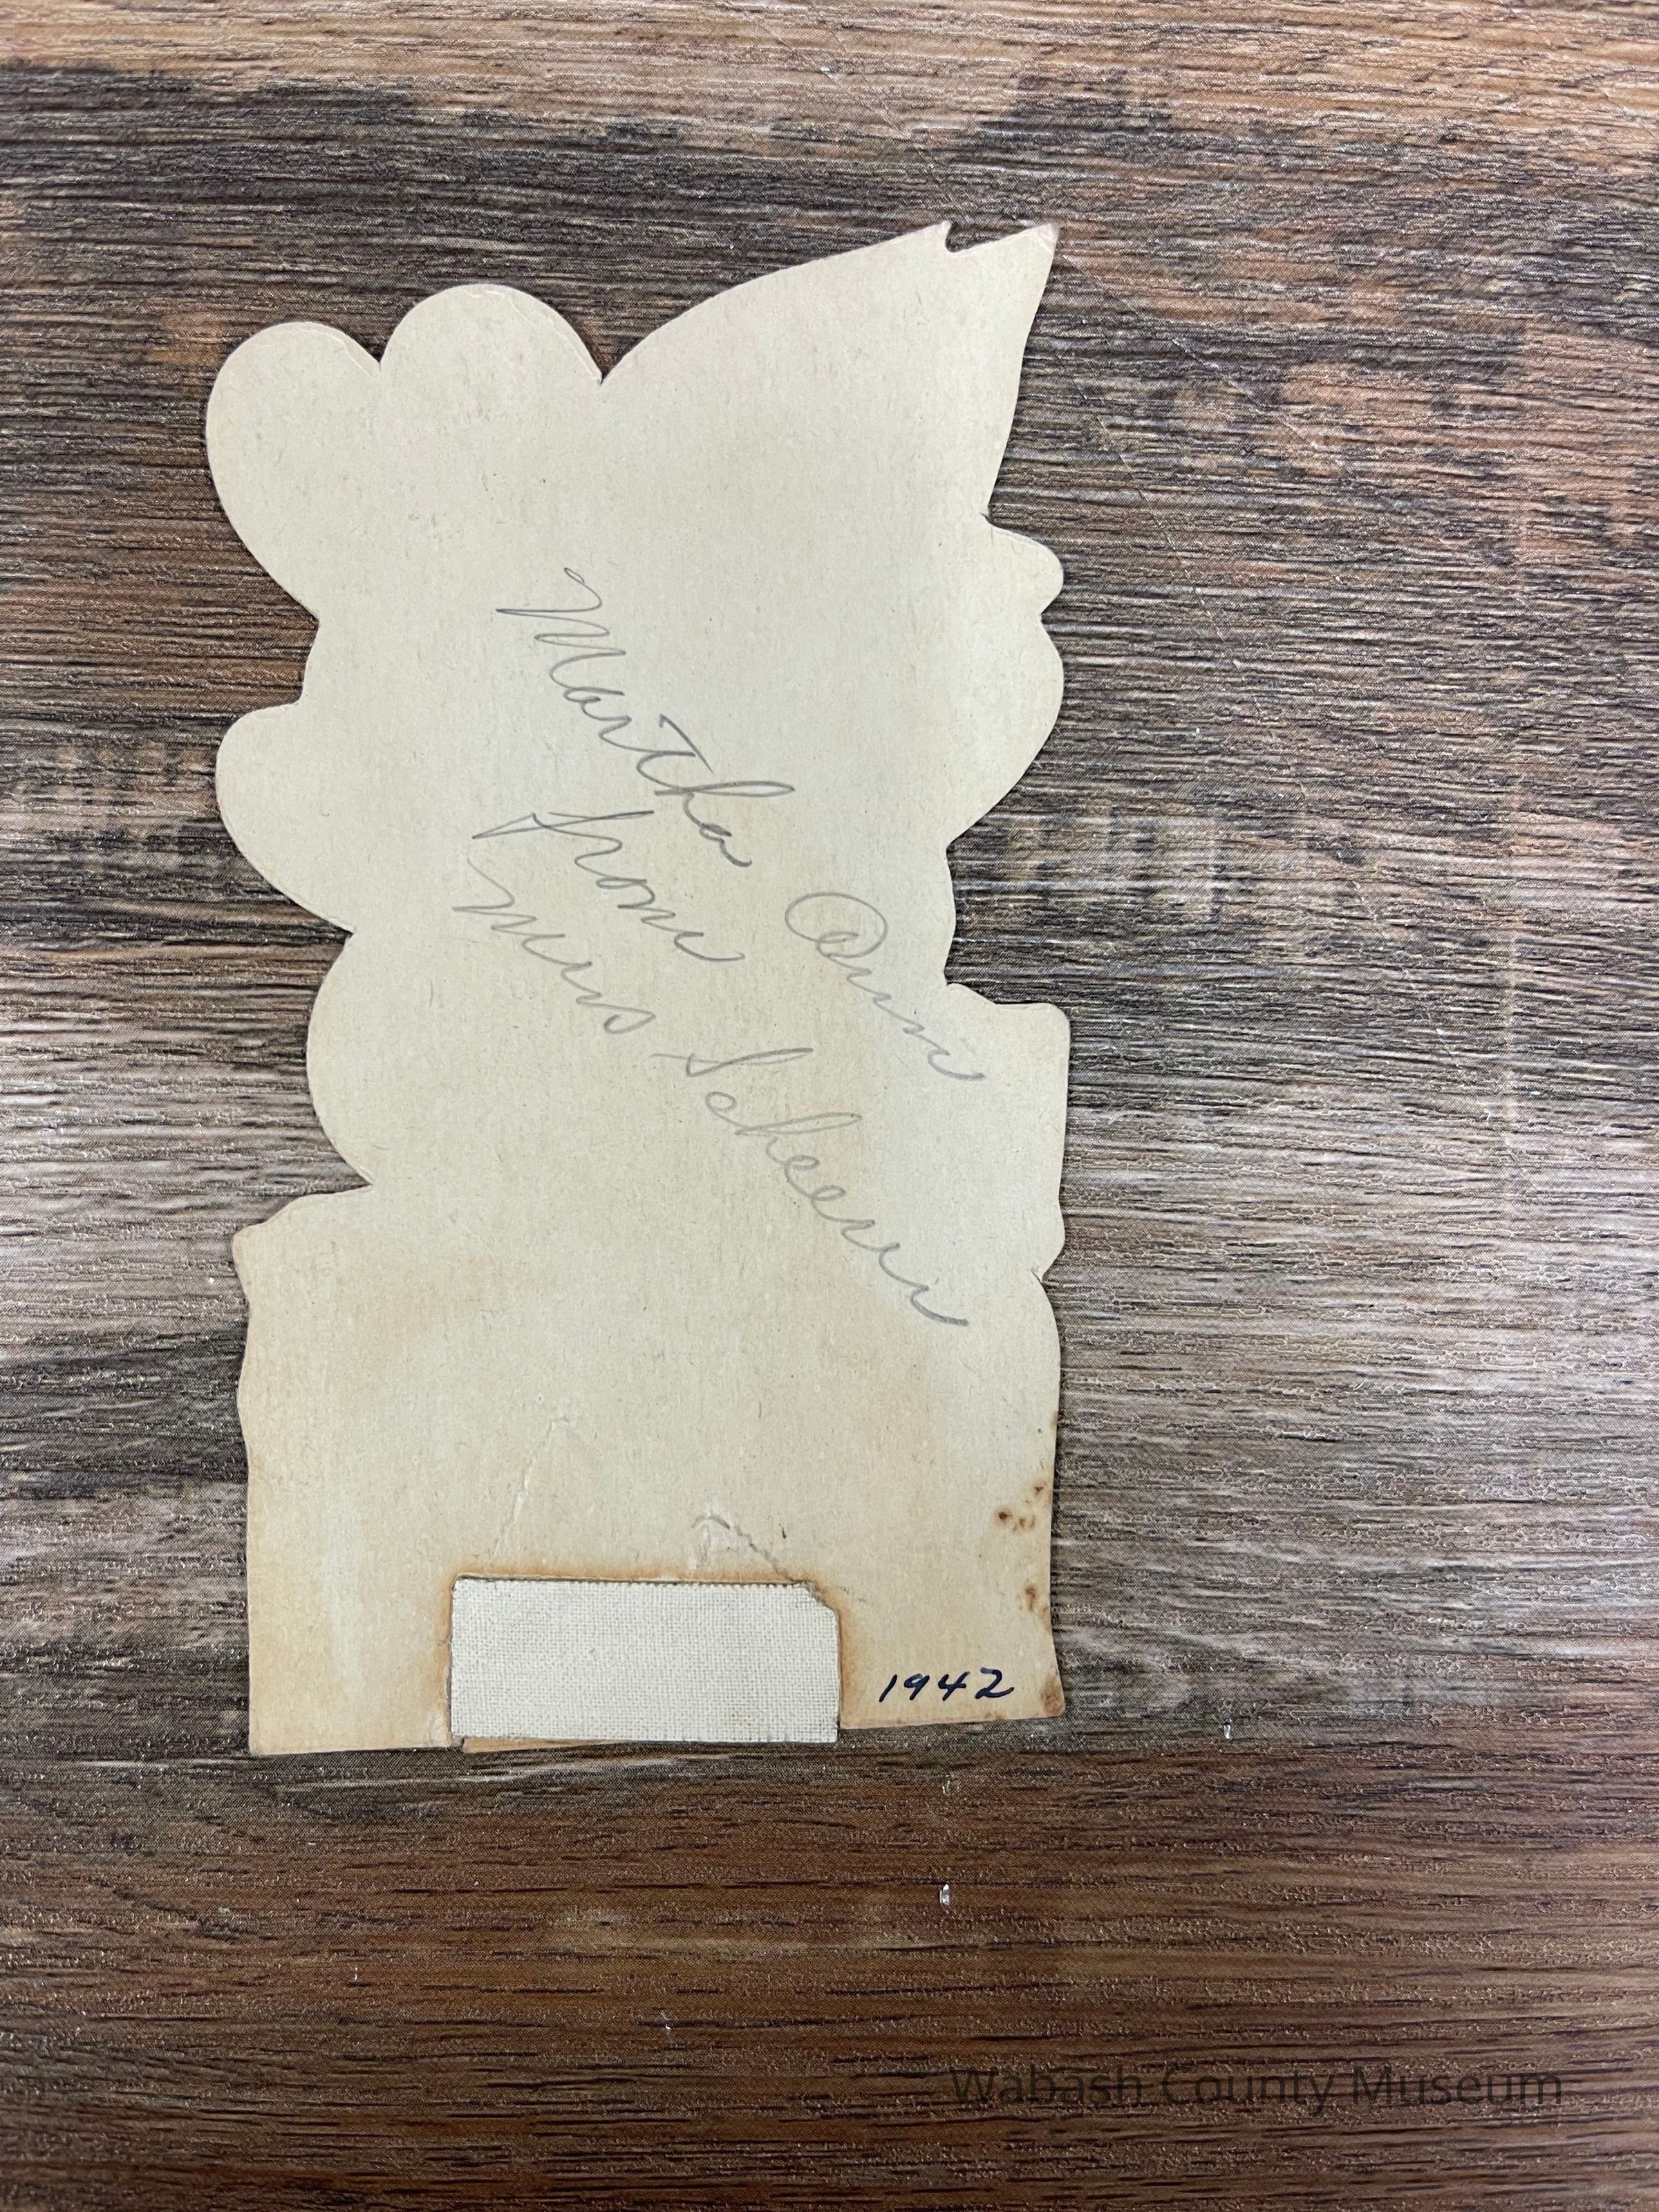 Martha Ann
from
Miss Scheerer
1942
Wabash County Museum